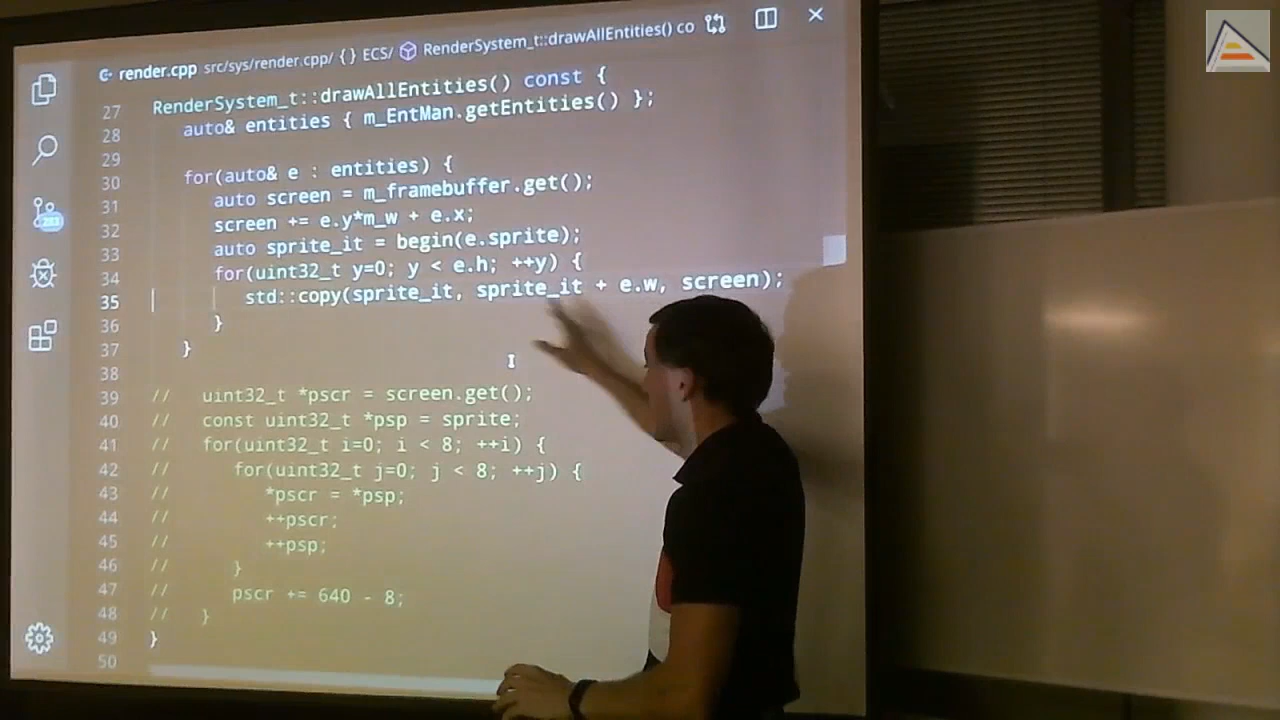 render.cpp src/sys/render.cpp/ {} ECS/ RenderSystem_t::drawAllEntities() co
27 RenderSystem_t::drawAllEntities() const {
28 auto& entities { m_EntMan.getEntities() };
29
30 for(auto& e : entities) {
31 auto screen = m_framebuffer.get();
32 screen += e.y*m_w + e.x;
33 auto sprite_it = begin(e.sprite);
34 for(uint32_t y=0; y < e.h; ++y) {
35 std::copy(sprite_it, sprite_it + e.w, screen);
36 }
37 }
38
39 // uint32_t *pscr = screen.get();
40 // const uint32_t *psp = sprite;
41 // for(uint32_t i=0; i < 8; ++i) {
42 // for(uint32_t j=0; j < 8; ++j) {
43 // *pscr = *psp;
44 // ++pscr;
45 // ++psp;
46 // }
47 // pscr += 640 - 8;
48 // }
49 }
50